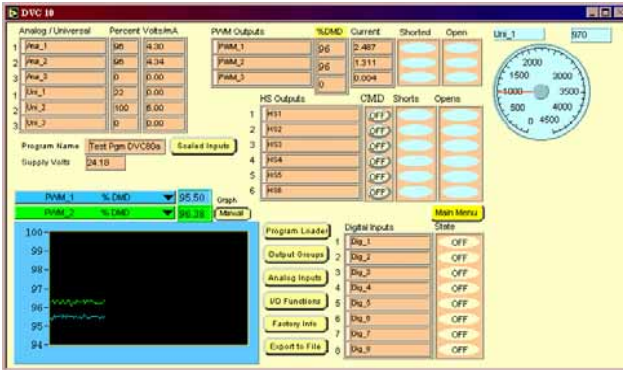 DVC 10
Analog / Universal Percent Volts/mA
1 Ana_1 96 4.30
2 Ana_2 96 4.34
3 Ana_3 0 0.00
1 Uni_1 22 0.00
2 Uni_2 100 6.00
3 Uni_3 0 0.00
Program Name Test Pgm DVC80s Scaled Inputs
Supply Volts 24.18
PWM Outputs %DMD Current Shorted Open
PWM_1 96 2.487
PWM_2 96 1.311
PWM_3 0 0.004
HS Outputs CMD Shorts Opens
1 HS1 OFF
2 HS2 OFF
3 HS3 OFF
4 HS4 OFF
5 HS5 OFF
6 HS6 OFF
Uni_1 970
2000
1500 3000
1000 3500
500 4000
0 4500
PWM_1 % DMD 95.50 Graph
PWM_2 % DMD 96.28 Manual
100
99
98
97
96
95
94
Program Loader
Output Groups
Analog Inputs
I/O Functions
Factory Info
Export to File
Main Menu
Digital Inputs State
1 Dig_1 OFF
2 Dig_2 OFF
3 Dig_3 OFF
4 Dig_4 OFF
5 Dig_5 OFF
6 Dig_6 OFF
7 Dig_7 OFF
8 OFF